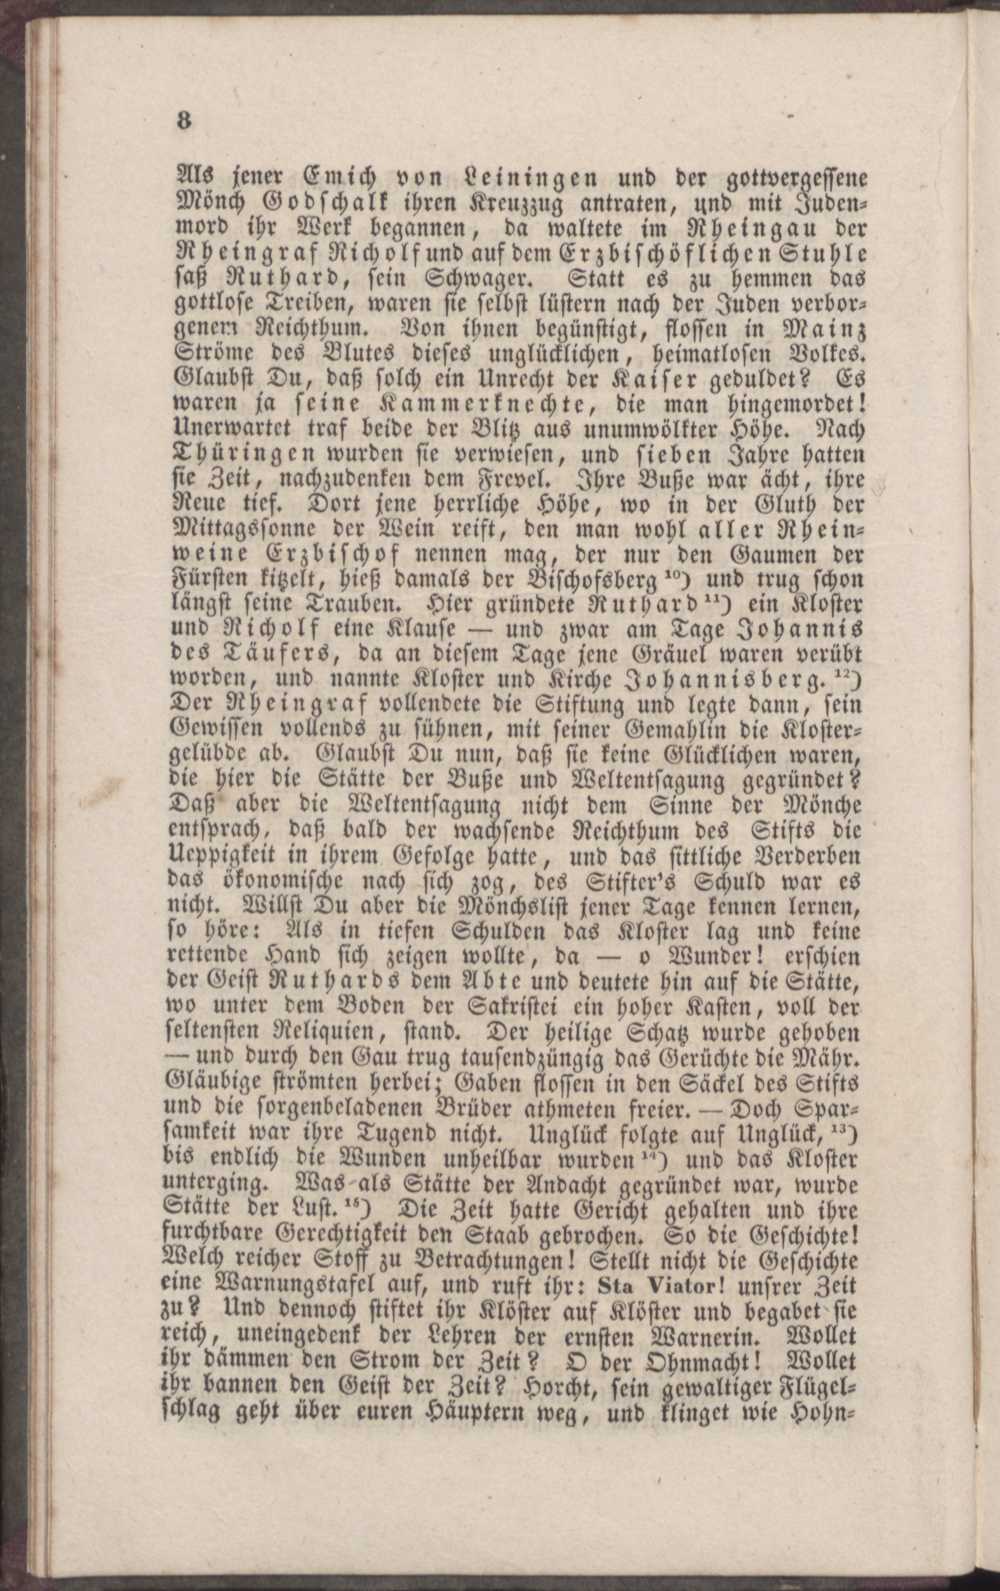 8
Als jener Emich von Leiningen und der gottvergessene
Mönch Godschalk ihren Kreuzzug antraten, und mit Juden-
mord ihr Werk begannen, da waltete im Rheingau der
Rheingraf Richolf und auf dem Erzbischöflichen Stuhle
saß Ruthard, sein Schwager. Statt es zu hemmen das
gottlose Treiben, waren sie selbst lüstern nach der Juden verbor-
genem Reichthum. Von ihnen begünstigt, flossen in Mainz
Ströme des Blutes dieses unglücklichen, heimatlosen Volkes.
Glaubst Du, daß solch ein Unrecht der Kaiser geduldet? Es
waren ja seine Kammerknechte, die man hingemordet!
Unerwartet traf beide der Blitz aus unumwölkter Höhe. Nach
Thüringen wurden sie verwiesen, und sieben Jahre hatten
sie Zeit, nachzudenken dem Frevel. Ihre Buße war ächt, ihre
Reue tief. Dort jene herrliche Höhe, wo in der Gluth der
Mittagssonne der Wein reift, den man wohl aller Rhein-
weine Erzbischof nennen mag, der nur den Gaumen der
Fürsten kitzelt, hieß damals der Bischofsberg ¹⁰) und trug schon
längst seine Trauben. Hier gründete Ruthard ¹¹) ein Kloster
und Richolf eine Klause — und zwar am Tage Johannis
des Täufers, da an diesem Tage jene Gräuel waren verübt
worden, und nannte Kloster und Kirche Johannisberg. ¹²)
Der Rheingraf vollendete die Stiftung und legte dann, sein
Gewissen vollends zu sühnen, mit seiner Gemahlin die Kloster-
gelübde ab. Glaubst Du nun, daß sie keine Glücklichen waren,
die hier die Stätte der Buße und Weltentsagung gegründet?
Daß aber die Weltentsagung nicht dem Sinne der Mönche
entsprach, daß bald der wachsende Reichthum des Stifts die
Ueppigkeit in ihrem Gefolge hatte, und das sittliche Verderben
das ökonomische nach sich zog, des Stifter's Schuld war es
nicht. Willst Du aber die Mönchslist jener Tage kennen lernen,
so höre: Als in tiefen Schulden das Kloster lag und keine
rettende Hand sich zeigen wollte, da — o Wunder! erschien
der Geist Ruthards dem Abte und deutete hin auf die Stätte,
wo unter dem Boden der Sakristei ein hoher Kasten, voll der
seltensten Reliquien, stand. Der heilige Schatz wurde gehoben
— und durch den Gau trug tausendzüngig das Gerüchte die Mähr.
Gläubige strömten herbei; Gaben flossen in den Säckel des Stifts
und die sorgenbeladenen Brüder athmeten freier. — Doch Spar-
samkeit war ihre Tugend nicht. Unglück folgte auf Unglück, ¹³)
bis endlich die Wunden unheilbar wurden ¹⁴) und das Kloster
unterging. Was als Stätte der Andacht gegründet war, wurde
Stätte der Lust. ¹⁵) Die Zeit hatte Gericht gehalten und ihre
furchtbare Gerechtigkeit den Staab gebrochen. So die Geschichte!
Welch reicher Stoff zu Betrachtungen! Stellt nicht die Geschichte
eine Warnungstafel auf, und ruft ihr: Sta Viator! unsrer Zeit
zu? Und dennoch stiftet ihr Klöster auf Klöster und begabet sie
reich, uneingedenk der Lehren der ernsten Warnerin. Wollet
ihr dämmen den Strom der Zeit? O der Ohnmacht! Wollet
ihr bannen den Geist der Zeit? Horcht, sein gewaltiger Flügel-
schlag geht über euren Häuptern weg, und klinget wie Hohn-